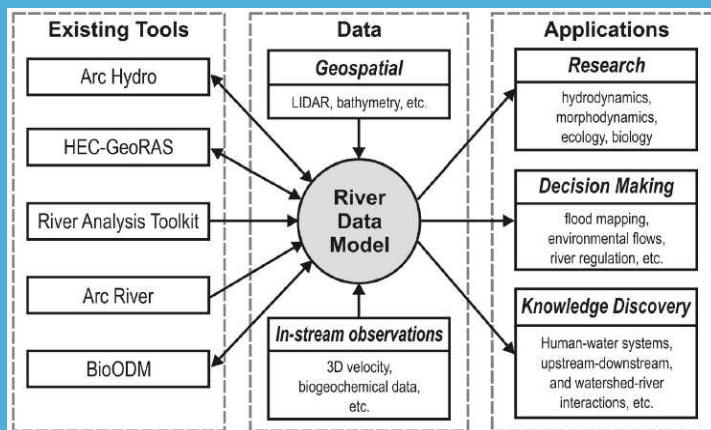 Existing Tools
Arc Hydro
HEC-GeoRAS
River Analysis Toolkit
Arc River
BioODM
Data
Geospatial
LIDAR, bathymetry, etc.
River
Data
Model
In-stream observations
3D velocity,
biogeochemical data,
etc.
Applications
Research
hydrodynamics,
morphodynamics,
ecology, biology
Decision Making
flood mapping,
environmental flows,
river regulation, etc.
Knowledge Discovery
Human-water systems,
upstream-downstream,
and watershed-river
interactions, etc.